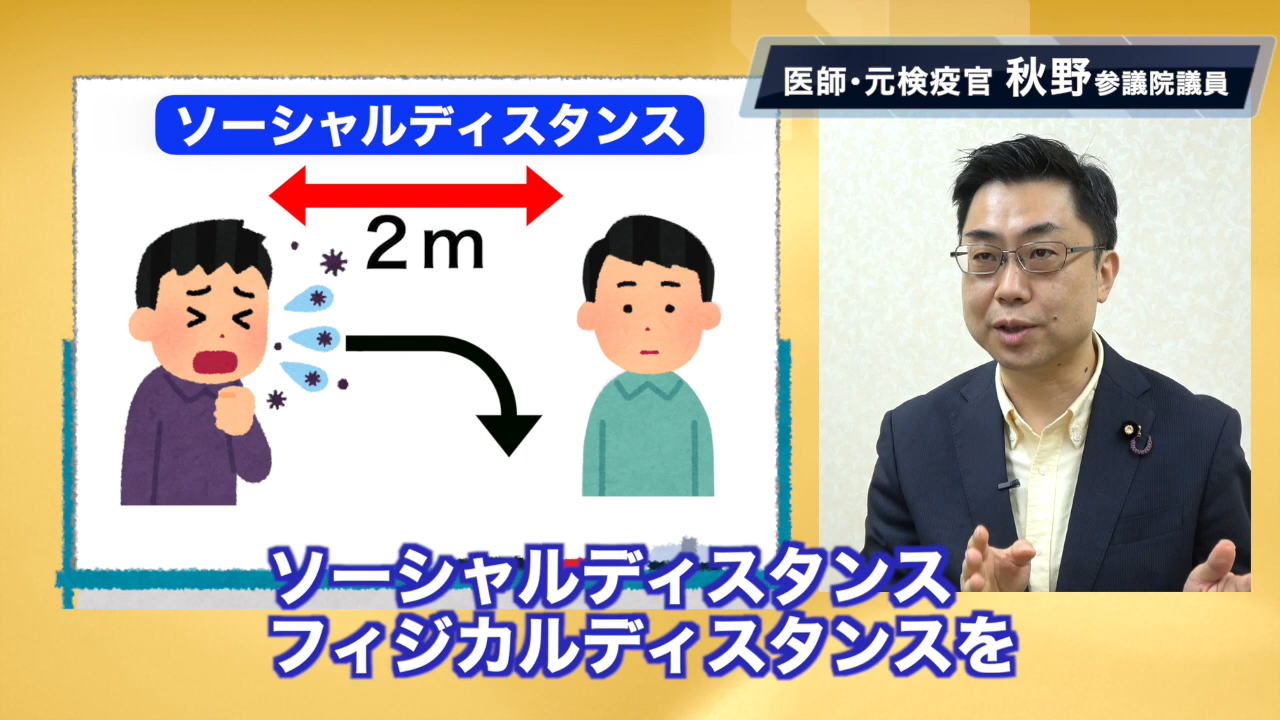 医師・元検疫官 秋野参議院議員
ソーシャルディスタンス
２ｍ
ソーシャルディスタンス
フィジカルディスタンスを